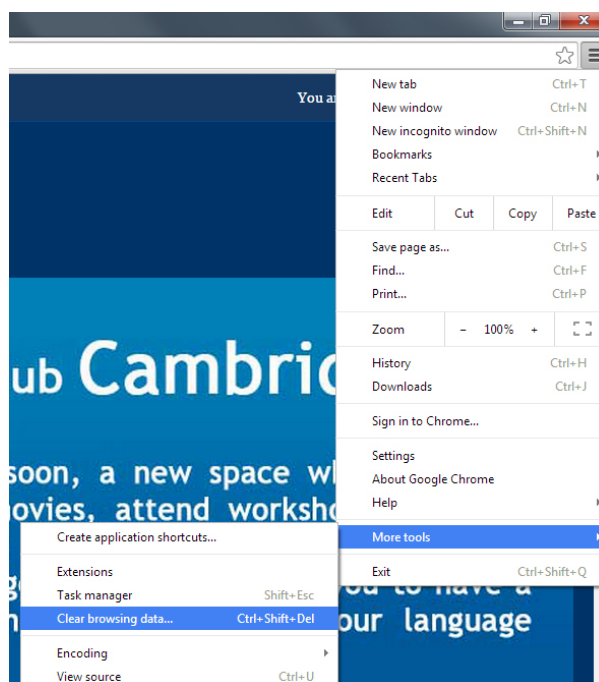 You
New tab Ctrl+T
New window Ctrl+N
New incognito window Ctrl+Shift+N
Bookmarks
Recent Tabs
Edit Cut Copy Paste
Save page as... Ctrl+S
Find... Ctrl+F
Print... Ctrl+P
Zoom - 100% +
History Ctrl+H
Downloads Ctrl+J
Sign in to Chrome...
Settings
About Google Chrome
Help
More tools
Exit Ctrl+Shift+Q
ub Cambric
soon, a new space w
ovies, attend worksho
you to have a
our language
Create application shortcuts...
Extensions
Task manager Shift+Esc
Clear browsing data... Ctrl+Shift+Del
Encoding
View source Ctrl+U